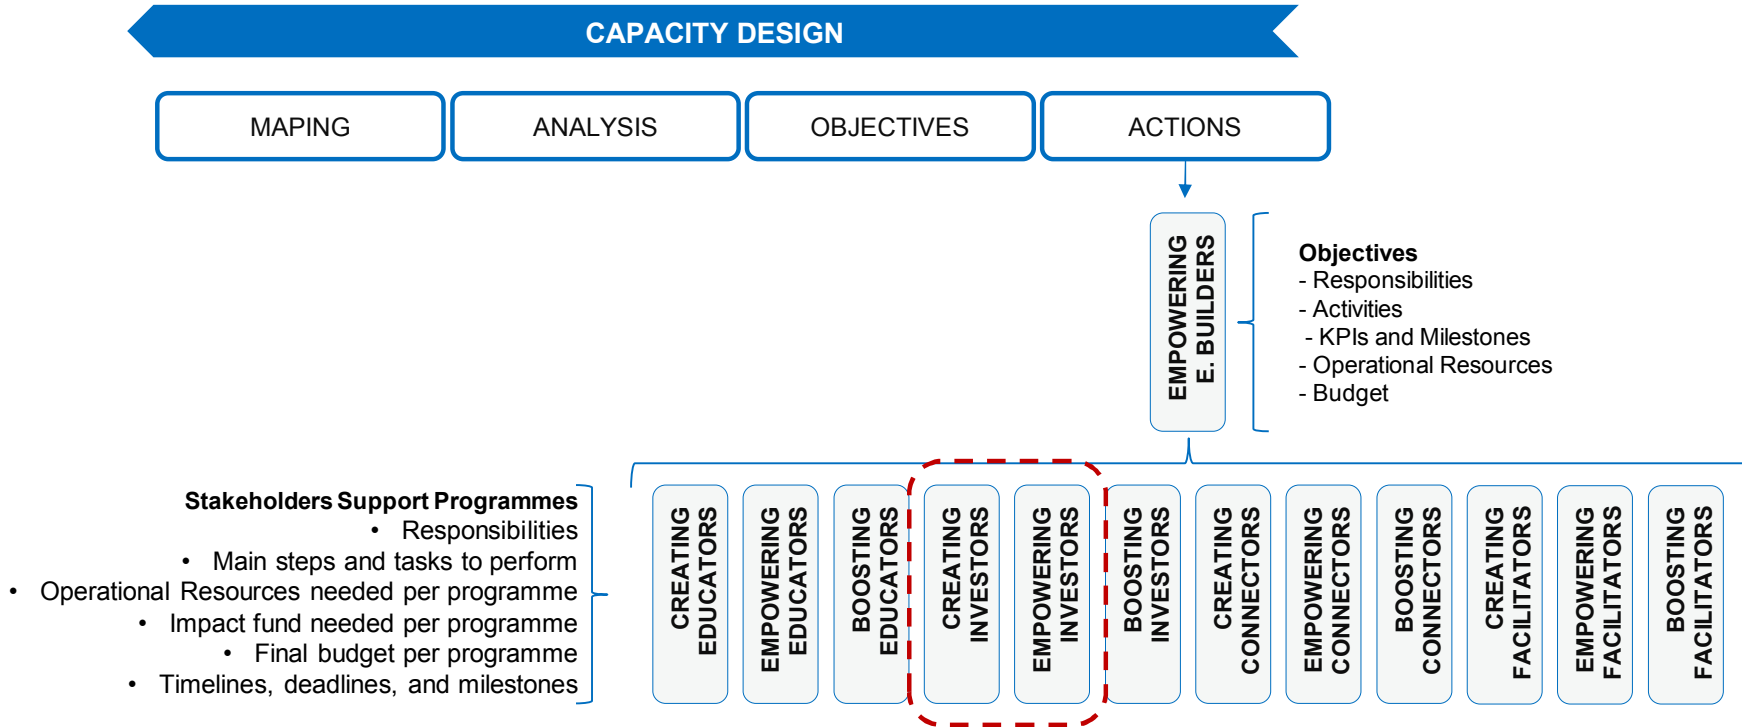 CAPACITY DESIGN
MAPING
ANALYSIS
OBJECTIVES
ACTIONS
EMPOWERING
E. BUILDERS
Objectives
- Responsibilities
- Activities
- KPIs and Milestones
- Operational Resources
- Budget
Stakeholders Support Programmes
• Responsibilities
• Main steps and tasks to perform
• Operational Resources needed per programme
• Impact fund needed per programme
• Final budget per programme
• Timelines, deadlines, and milestones
CREATING
EDUCATORS
EMPOWERING
EDUCATORS
BOOSTING
EDUCATORS
CREATING
INVESTORS
EMPOWERING
INVESTORS
BOOSTING
INVESTORS
CREATING
CONNECTORS
EMPOWERING
CONNECTORS
BOOSTING
CONNECTORS
CREATING
FACILITATORS
EMPOWERING
FACILITATORS
BOOSTING
FACILITATORS